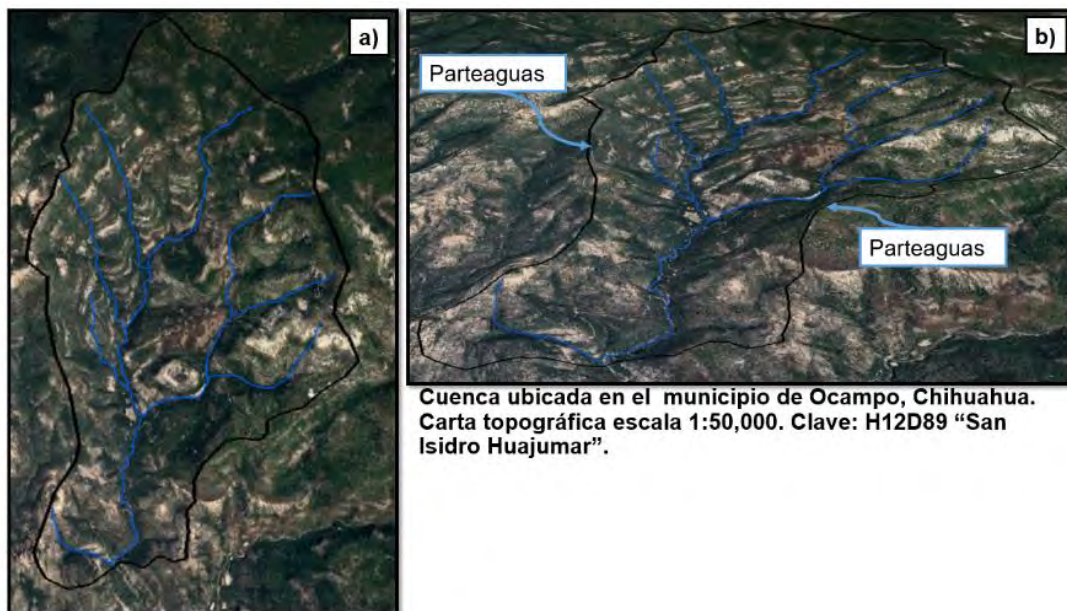 a)
b)
Parteaguas
Parteaguas
Cuenca ubicada en el municipio de Ocampo, Chihuahua.
Carta topográfica escala 1:50,000. Clave: H12D89 “San
Isidro Huajumar”.